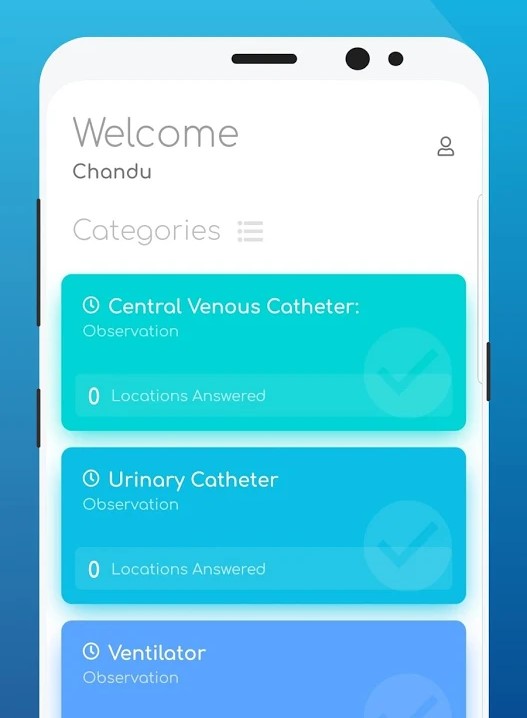 Welcome
Chandu
Categories
Central Venous Catheter:
Observation
0 Locations Answered
Urinary Catheter
Observation
0 Locations Answered
Ventilator
Observation